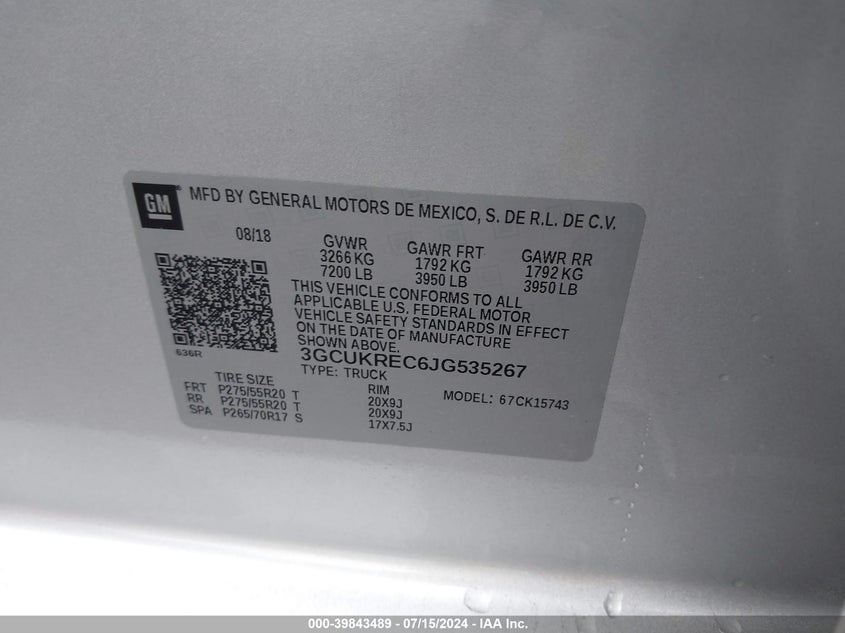 GM
MFD BY GENERAL MOTORS DE MEXICO, S. DE R.L. DE C.V.
08/18
GVWR GAWR FRT GAWR RR
3266 KG 1792 KG 1792 KG
7200 LB 3950 LB 3950 LB
THIS VEHICLE CONFORMS TO ALL
APPLICABLE U.S. FEDERAL MOTOR
VEHICLE SAFETY STANDARDS IN EFFECT
ON THE DATE OF MANUFACTURE
SHOWN ABOVE.
636R
3GCUKREC6JG535267
TYPE: TRUCK
TIRE SIZE RIM
FRT P275/55R20 T 20X9J
RR P275/55R20 T 20X9J
SPA P265/70R17 S 17X7.5J
MODEL: 67CK15743
000-39843489 - 07/15/2024 - IAA Inc.